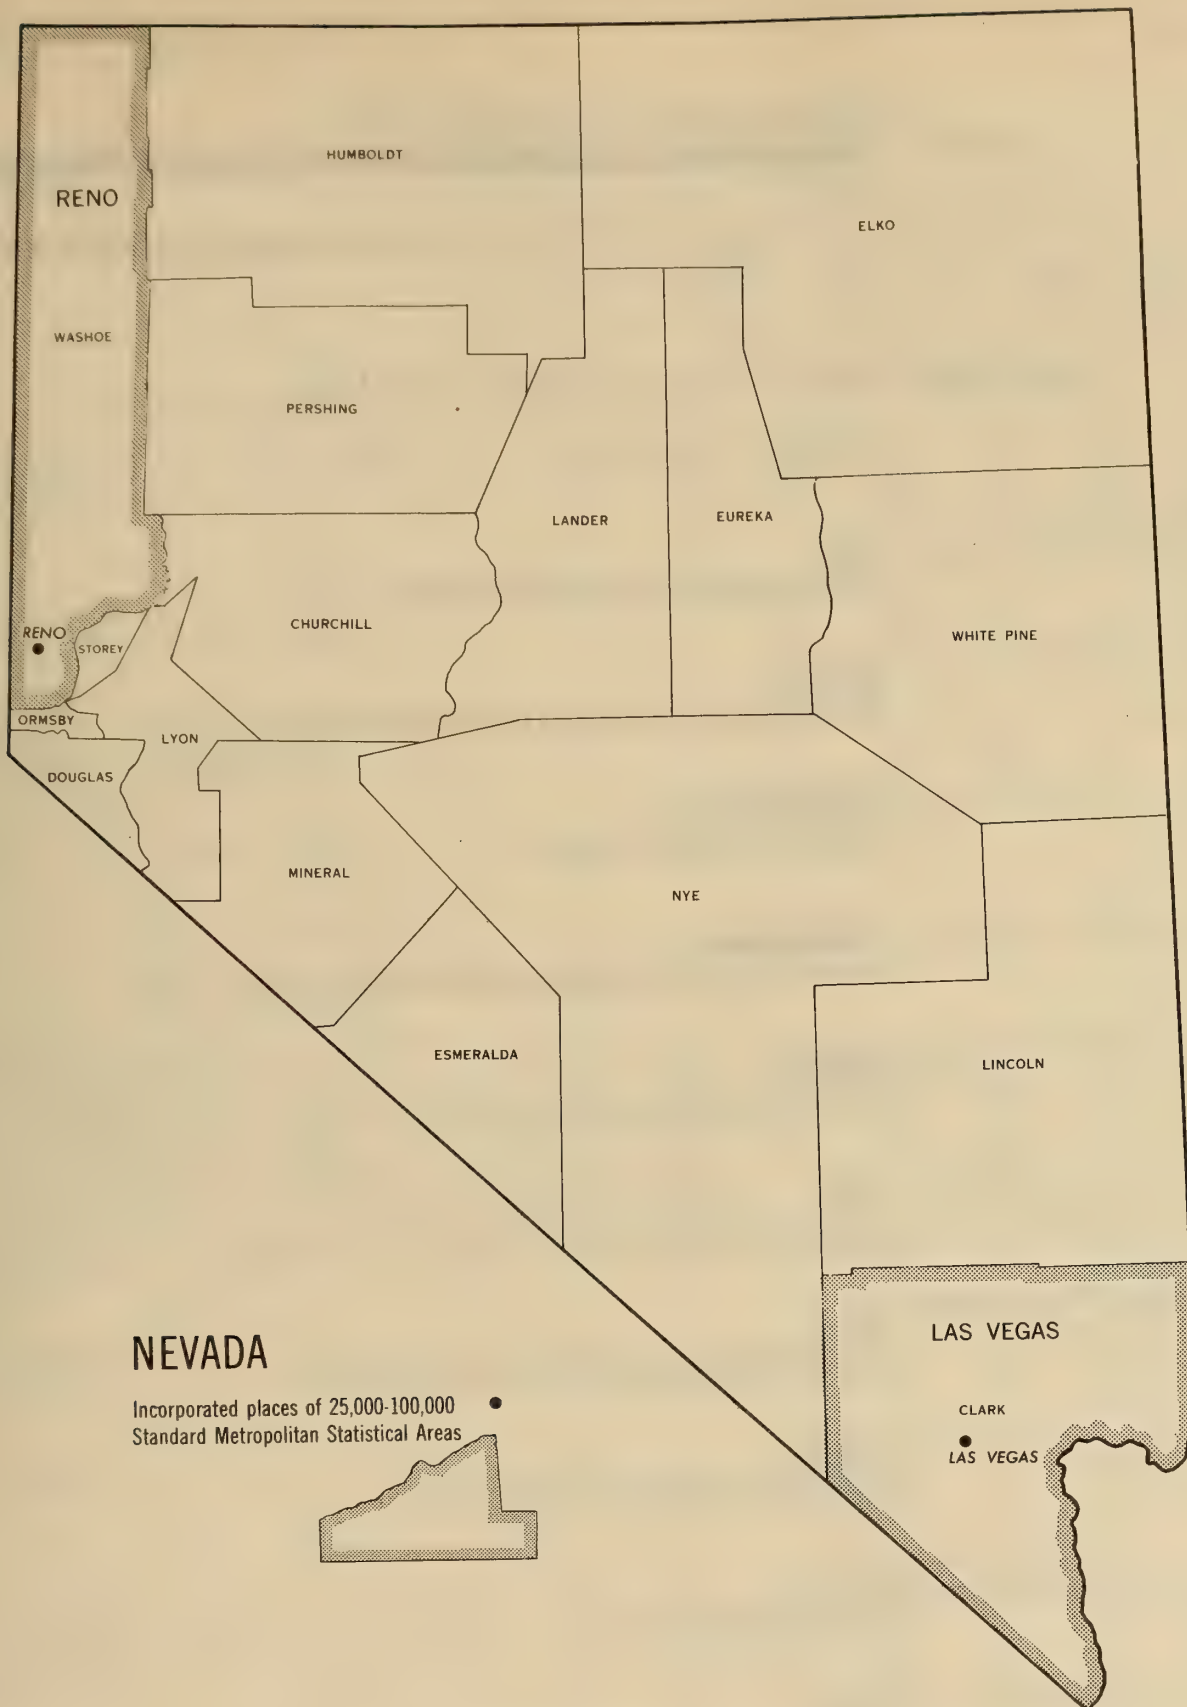 HUMBOLDT
RENO
ELKO
WASHOE
PERSHING
LANDER
EUREKA
CHURCHILL
RENO
STOREY
WHITE PINE
ORMSBY
LYON
DOUGLAS
MINERAL
NYE
ESMERALDA
LINCOLN
LAS VEGAS
CLARK
LAS VEGAS
NEVADA
Incorporated places of 25,000-100,000
Standard Metropolitan Statistical Areas